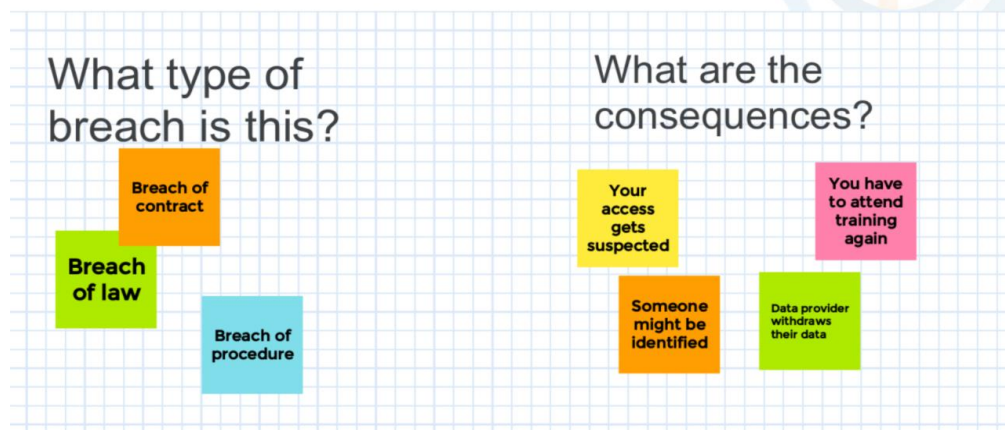 What type of
breach is this?
Breach of
contract
Breach
of law
Breach of
procedure
What are the
consequences?
Your
access
gets
suspected
You have
to attend
training
again
Someone
might be
identified
Data provider
withdraws
their data